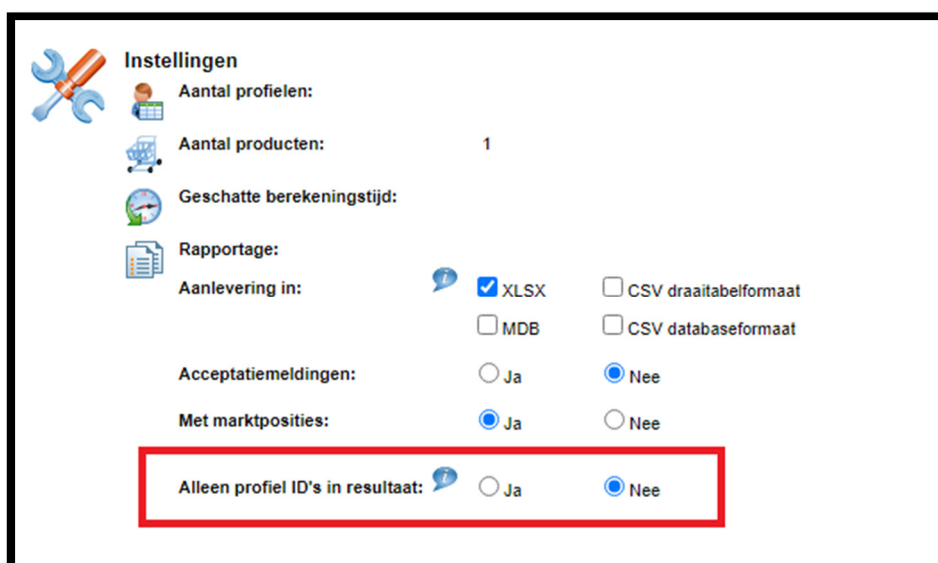 Instellingen
Aantal profielen:
Aantal producten: 1
Geschatte berekeningstijd:
Rapportage:
Aanlevering in: XLSX CSV draaitabelformaat
MDB CSV databaseformaat
Acceptatiemeldingen: Ja Nee
Met marktposities: Ja Nee
Alleen profiel ID's in resultaat: Ja Nee